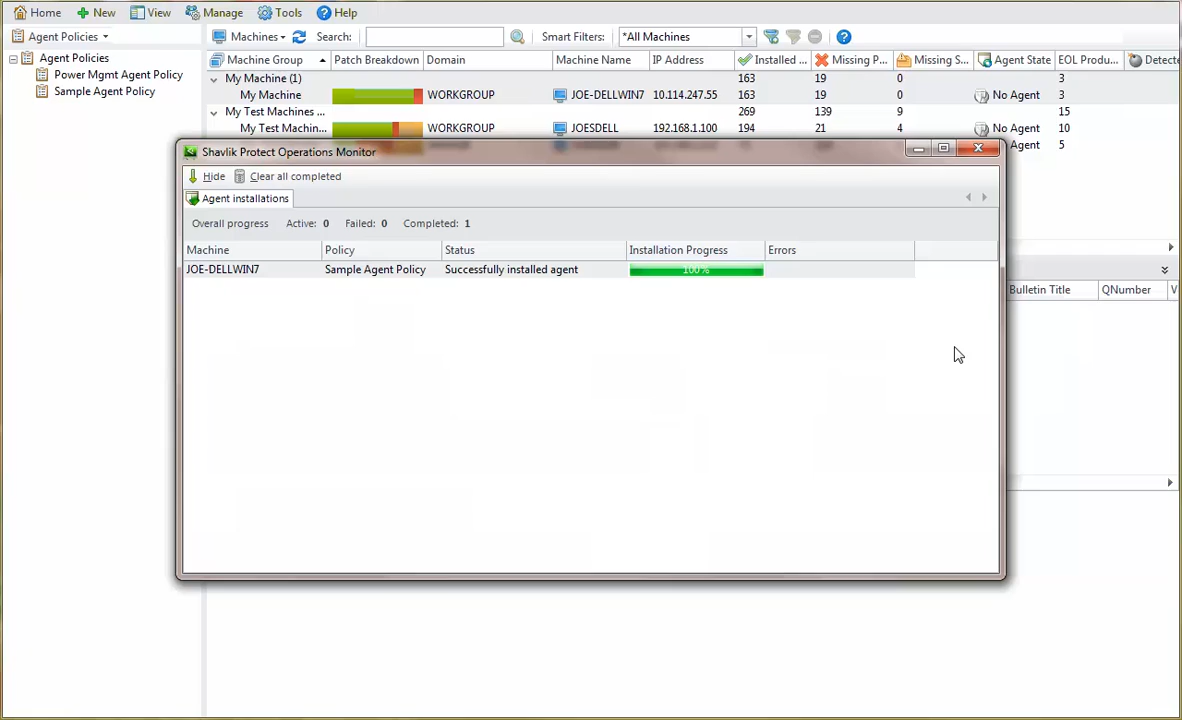 Home New View Manage Tools Help
Agent Policies
Machines Search: Smart Filters: *All Machines
Agent Policies
Power Mgmt Agent Policy
Sample Agent Policy
Machine Group Patch Breakdown Domain Machine Name IP Address Installed ... Missing P... Missing S... Agent State EOL Produ... Detecte
My Machine (1) 163 19 0 3
My Machine WORKGROUP JOE-DELLWIN7 10.114.247.55 163 19 0 No Agent 3
My Test Machines ... 269 139 9 15
My Test Machin... WORKGROUP JOESDELL 192.168.1.100 194 21 4 No Agent 10
Agent 5
Shavlik Protect Operations Monitor
Hide Clear all completed
Agent installations
Overall progress Active: 0 Failed: 0 Completed: 1
Machine Policy Status Installation Progress Errors
JOE-DELLWIN7 Sample Agent Policy Successfully installed agent 100%
Bulletin Title QNumber V